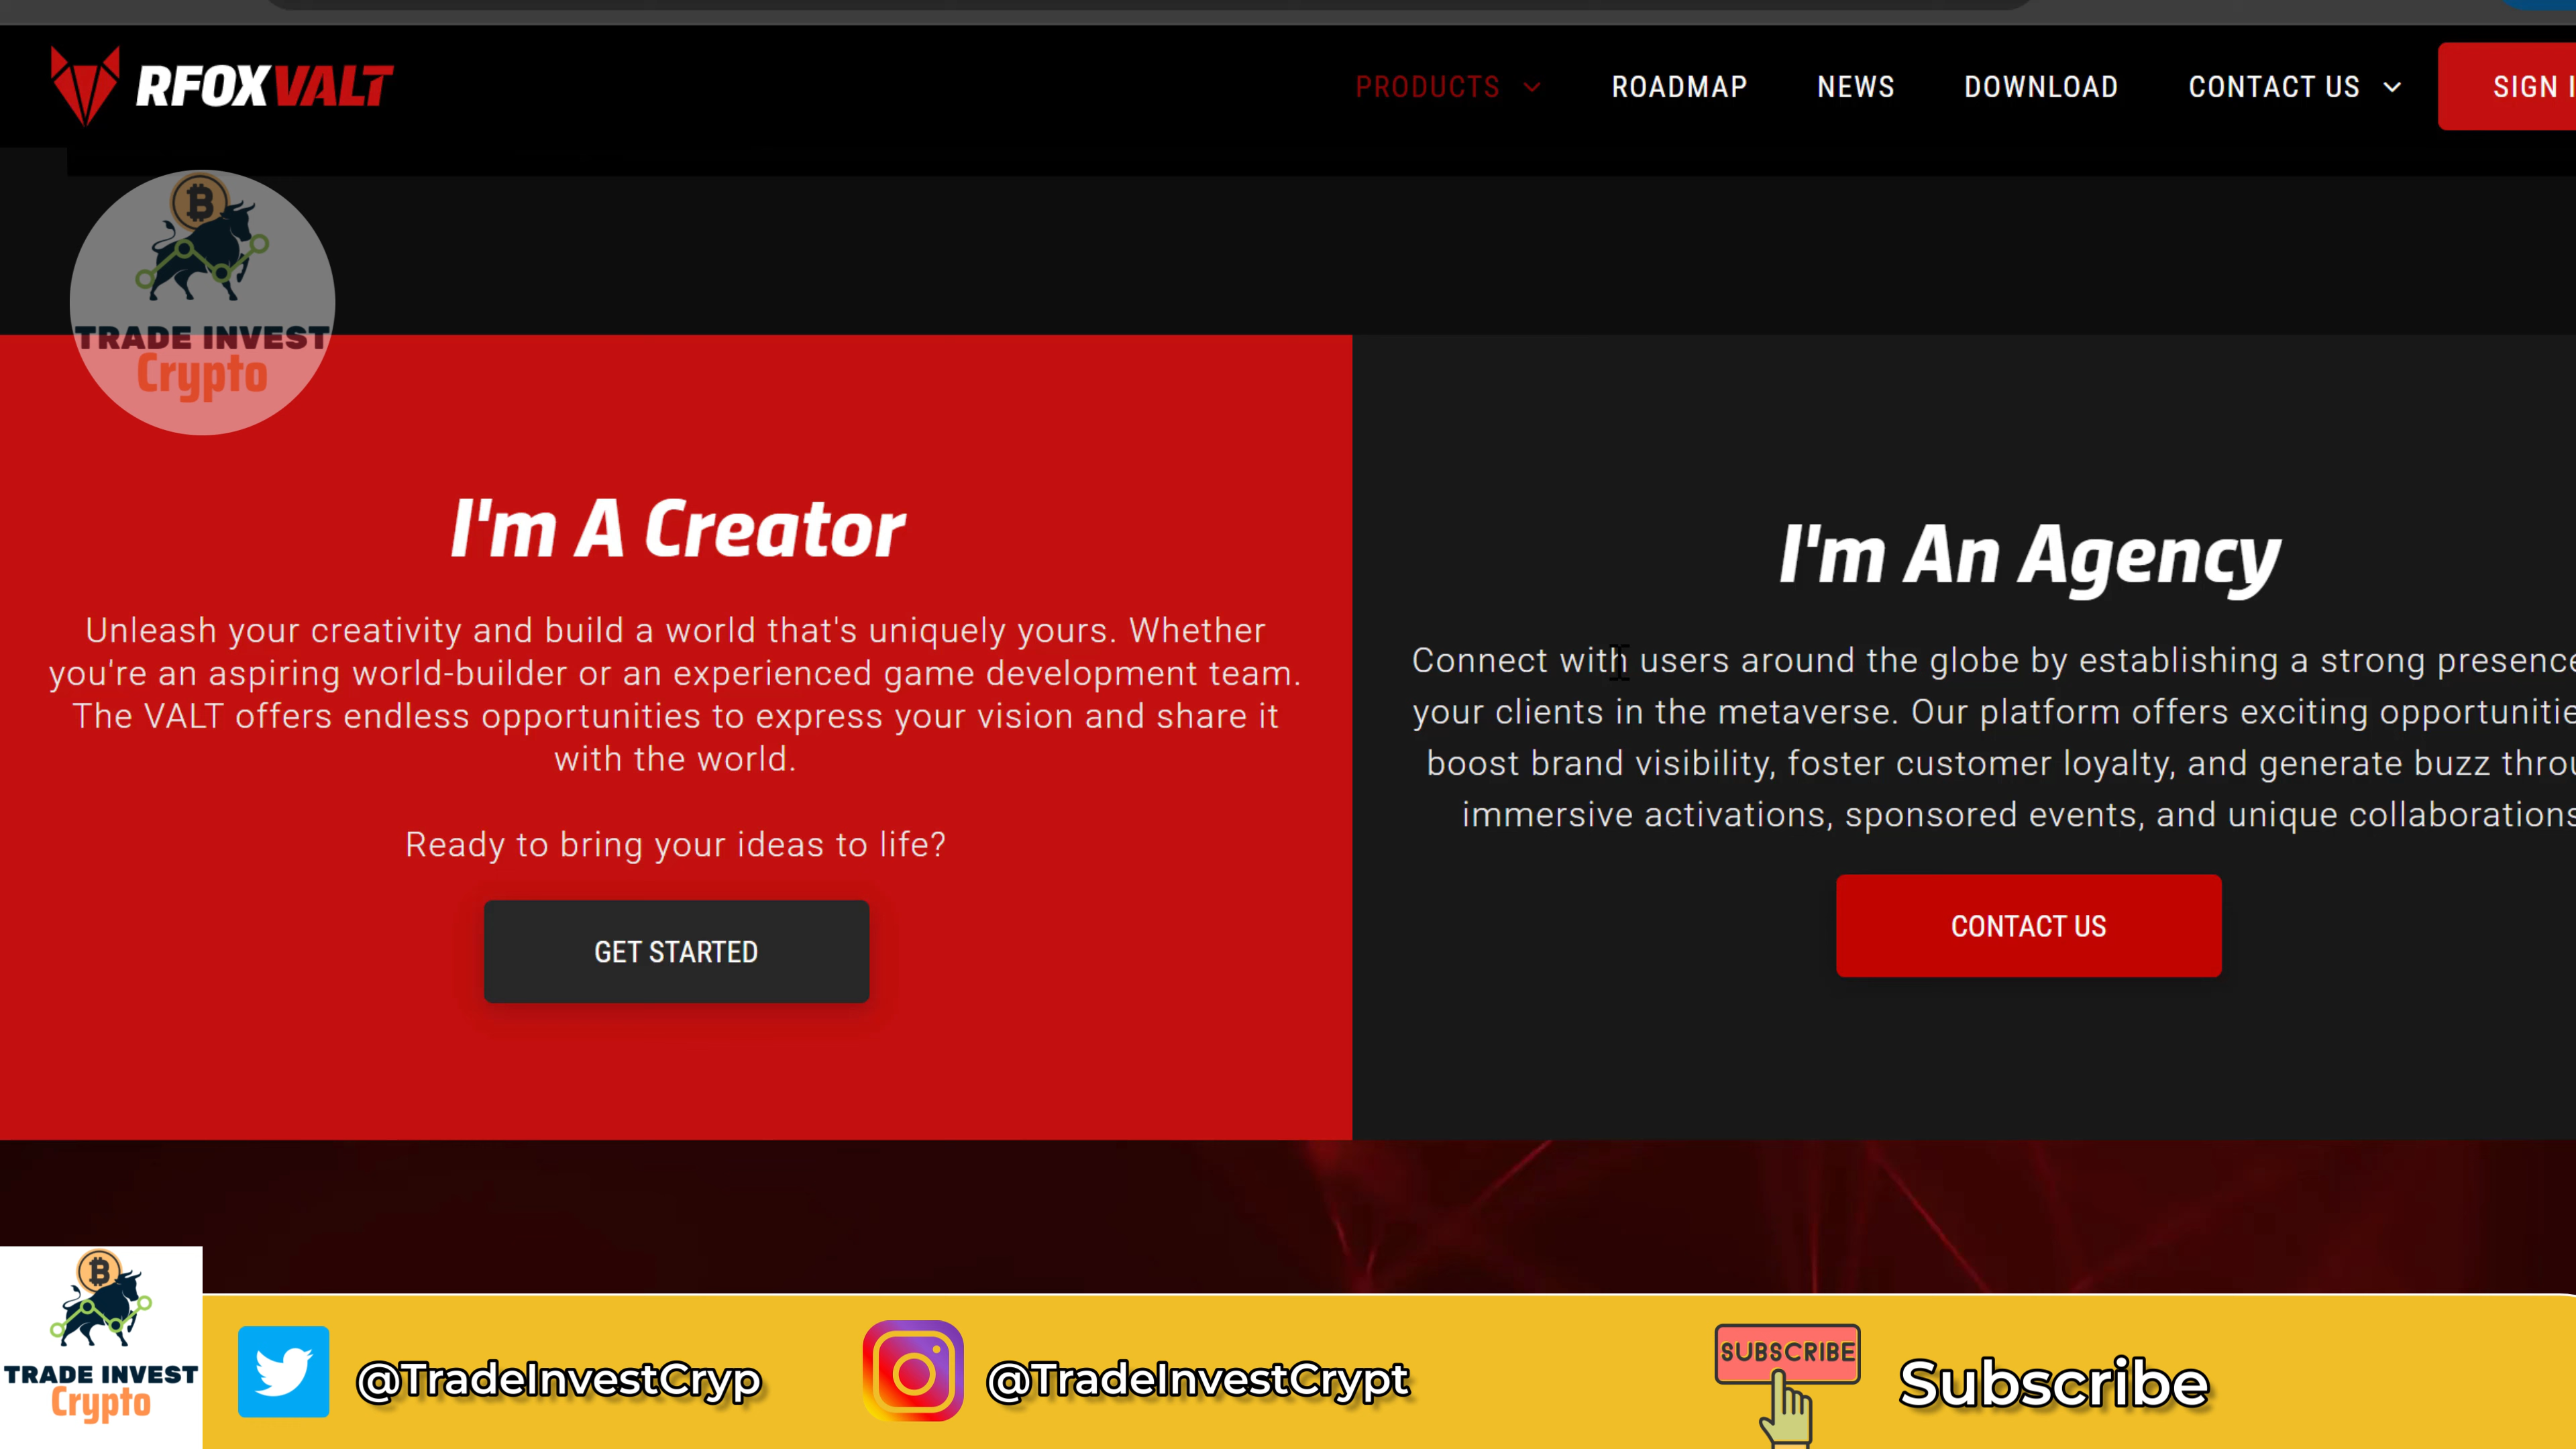 RFOXVALT
PRODUCTS ROADMAP NEWS DOWNLOAD CONTACT US SIGN
B
TRADE INVEST
Crypto
I'm A Creator
Unleash your creativity and build a world that's uniquely yours. Whether
you're an aspiring world-builder or an experienced game development team.
The VALT offers endless opportunities to express your vision and share it
with the world.
Ready to bring your ideas to life?
GET STARTED
I'm An Agency
Connect with users around the globe by establishing a strong presence
your clients in the metaverse. Our platform offers exciting
boost brand visibility, foster customer loyalty, and generate buzz
immersive activations, sponsored events, and unique collaborations
CONTACT US
B
TRADE INVEST
Crypto
@TradeInvestCryp
@TradeInvestCrypt
SUBSCRIBE
Subscribe